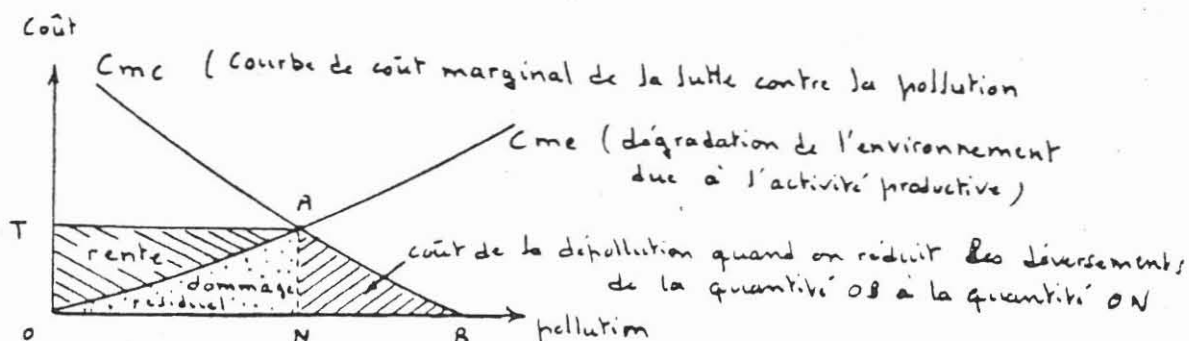 Coût
Cmc (Courbe de coût marginal de la lutte contre la pollution
Cme (dégradation de l'environnement
due à l'activité productive)
A
T
rente
coût de la dépollution quand on réduit les déversements
de la quantité OB à la quantité ON
dommage
résiduel
O
N
B
pollution